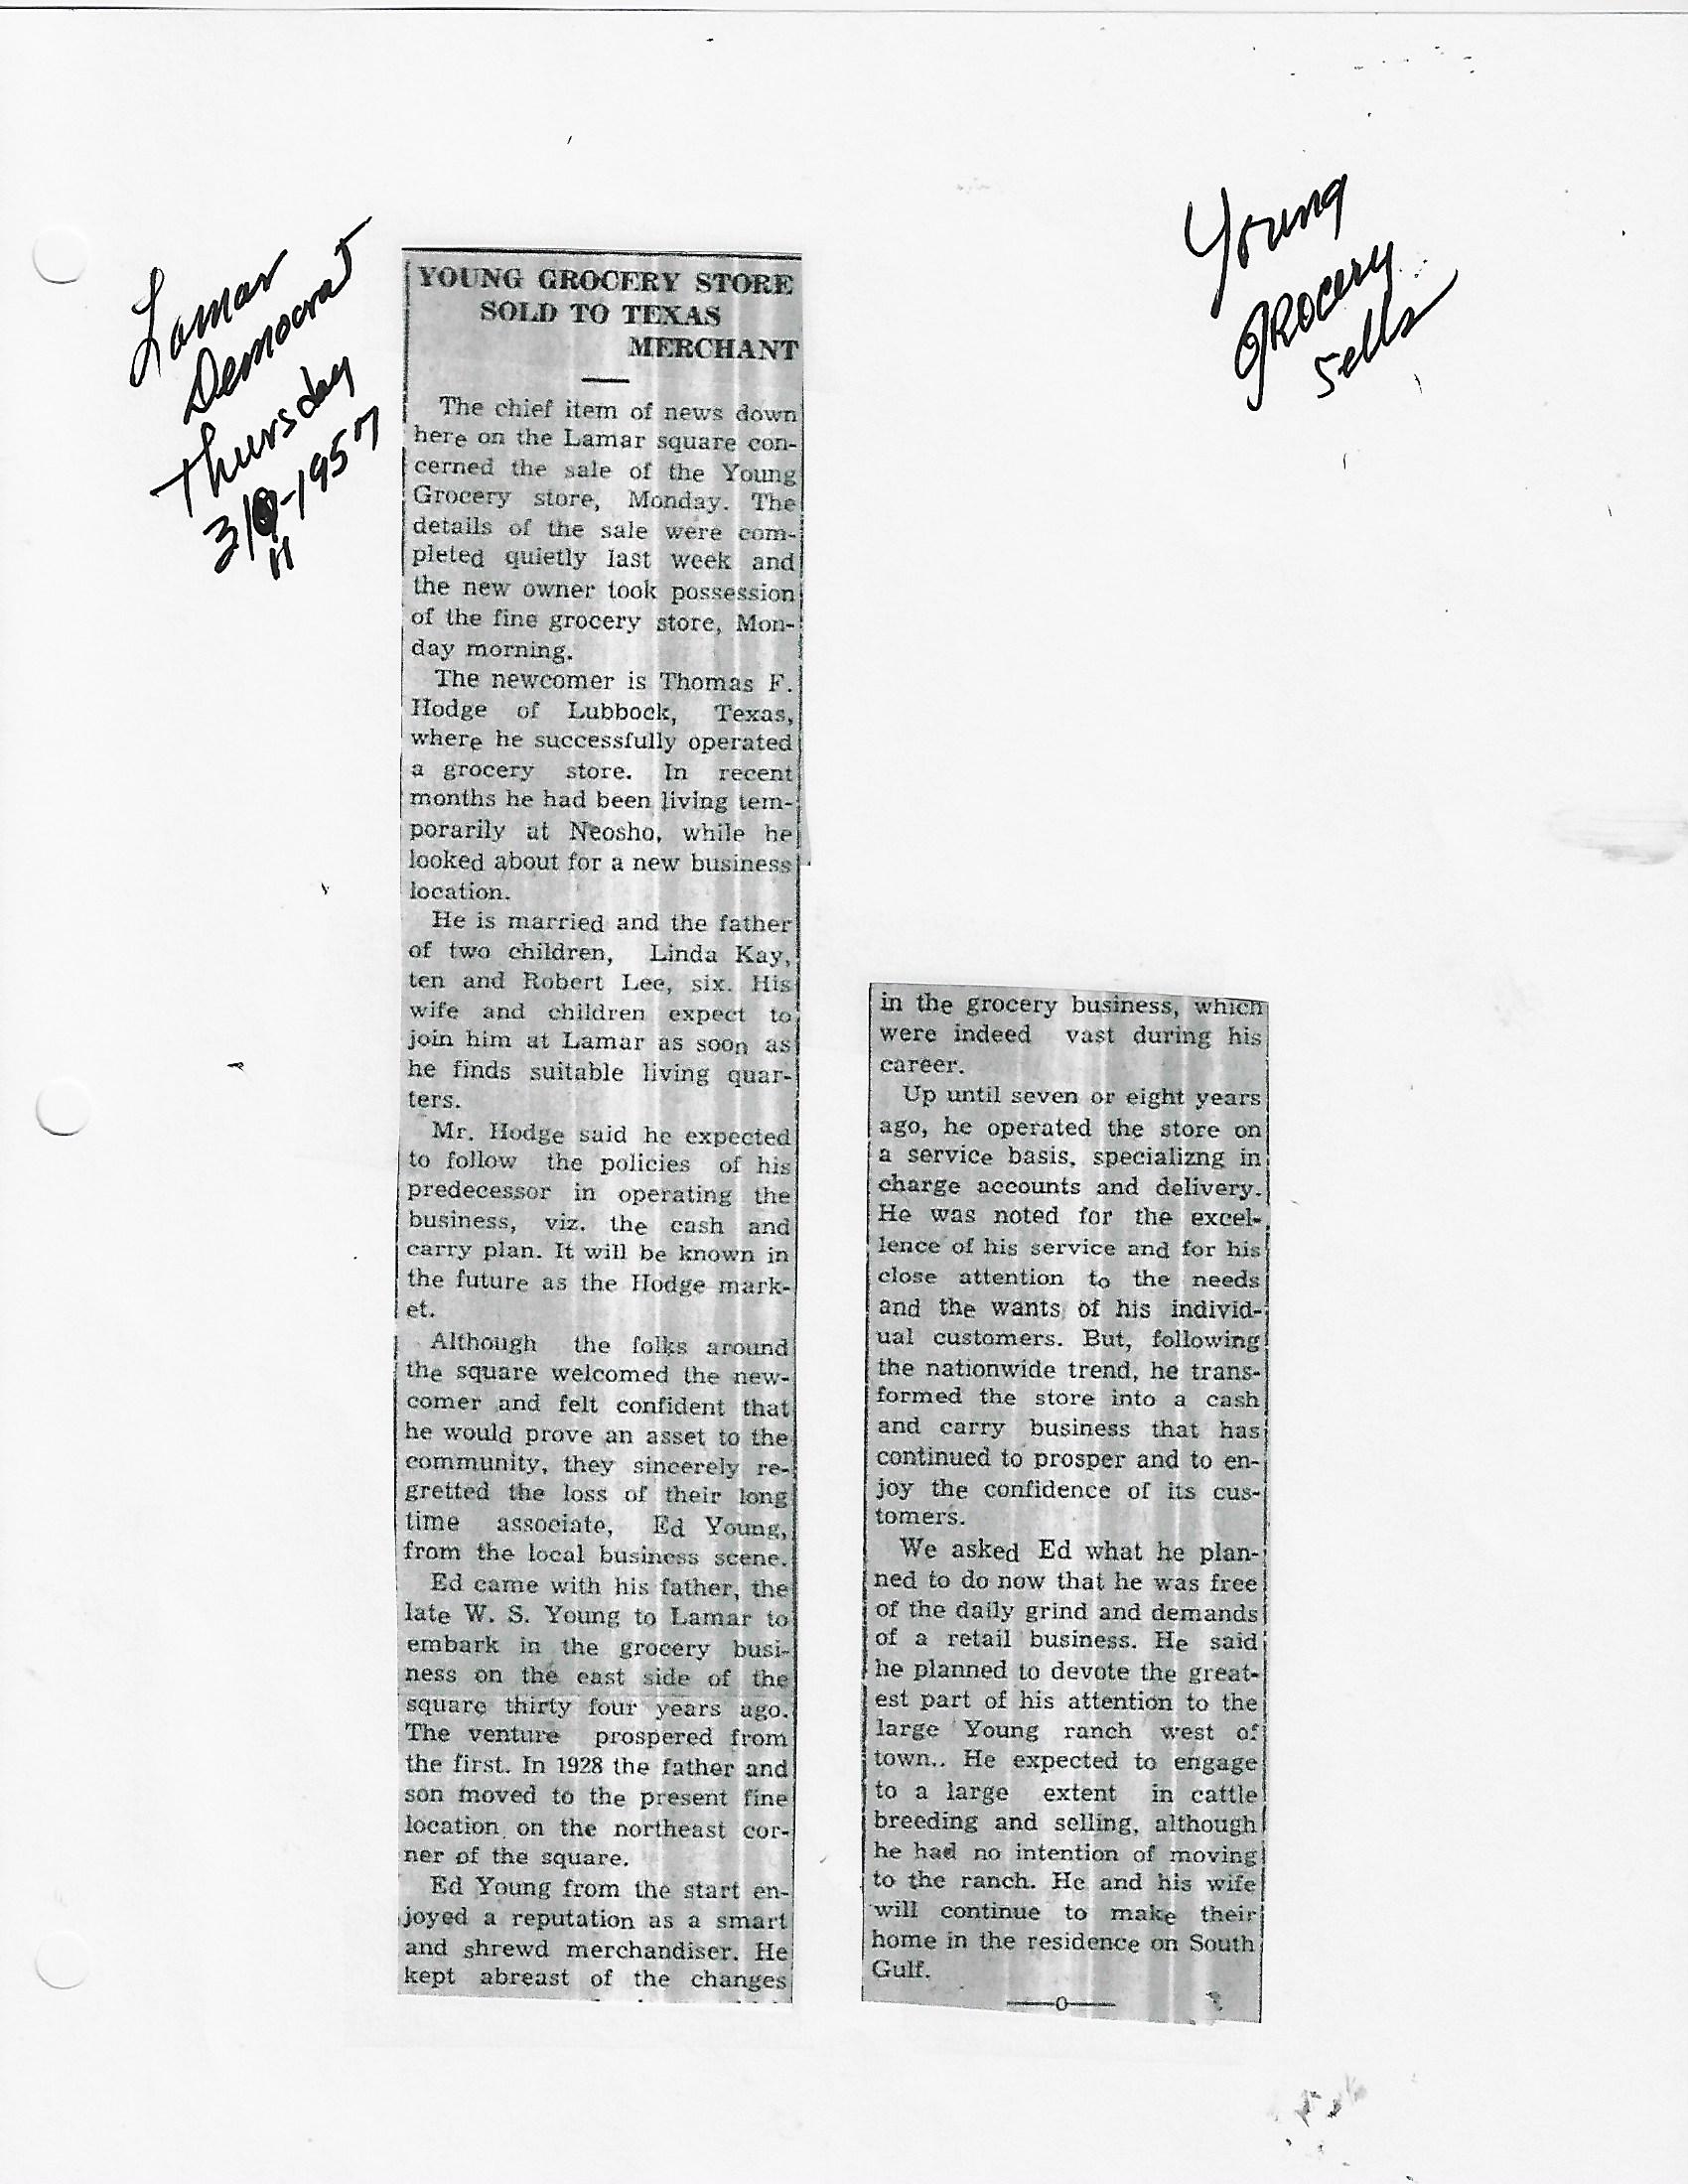 Lamar
Democrat
Thursday
3/ -1957
11
Young
Grocery
Sells
YOUNG GROCERY STORE
SOLD TO TEXAS
MERCHANT
The chief item of news down
here on the Lamar square con-
cerned the sale of the Young
Grocery store, Monday. The
details of the sale were com-
pleted quietly last week and
the new owner took possession
of the fine grocery store, Mon-
day morning.
The newcomer is Thomas F.
Hodge of Lubbock, Texas,
where he successfully operated
a grocery store. In recent
months he had been living tem-
porarily at Neosho, while he
looked about for a new business
location.
He is married and the father
of two children, Linda Kay,
ten and Robert Lee, six. His
wife and children expect to
join him at Lamar as soon as
he finds suitable living quar-
ters.
Mr. Hodge said he expected
to follow the policies of his
predecessor in operating the
business, viz. the cash and
carry plan. It will be known in
the future as the Hodge mark-
et.
Although the folks around
the square welcomed the new-
comer and felt confident that
he would prove an asset to the
community, they sincerely re-
gretted the loss of their long
time associate, Ed Young,
from the local business scene.
Ed came with his father, the
late W. S. Young to Lamar to
embark in the grocery busi-
ness on the east side of the
square thirty four years ago.
The venture prospered from
the first. In 1928 the father and
son moved to the present fine
location on the northeast cor-
ner of the square.
Ed Young from the start en-
joyed a reputation as a smart
and shrewd merchandiser. He
kept abreast of the changes
in the grocery business, which
were indeed vast during his
career.
Up until seven or eight years
ago, he operated the store on
a service basis, specializng in
charge accounts and delivery.
He was noted for the excel-
lence of his service and for his
close attention to the needs
and the wants of his individ-
ual customers. But, following
the nationwide trend, he trans-
formed the store into a cash
and carry business that has
continued to prosper and to en-
joy the confidence of its cus-
tomers.
We asked Ed what he plan-
ned to do now that he was free
of the daily grind and demands
of a retail business. He said
he planned to devote the great-
est part of his attention to the
large Young ranch west of
town.. He expected to engage
to a large extent in cattle
breeding and selling, although
he had no intention of moving
to the ranch. He and his wife
will continue to make their
home in the residence on South
Gulf.
—o—